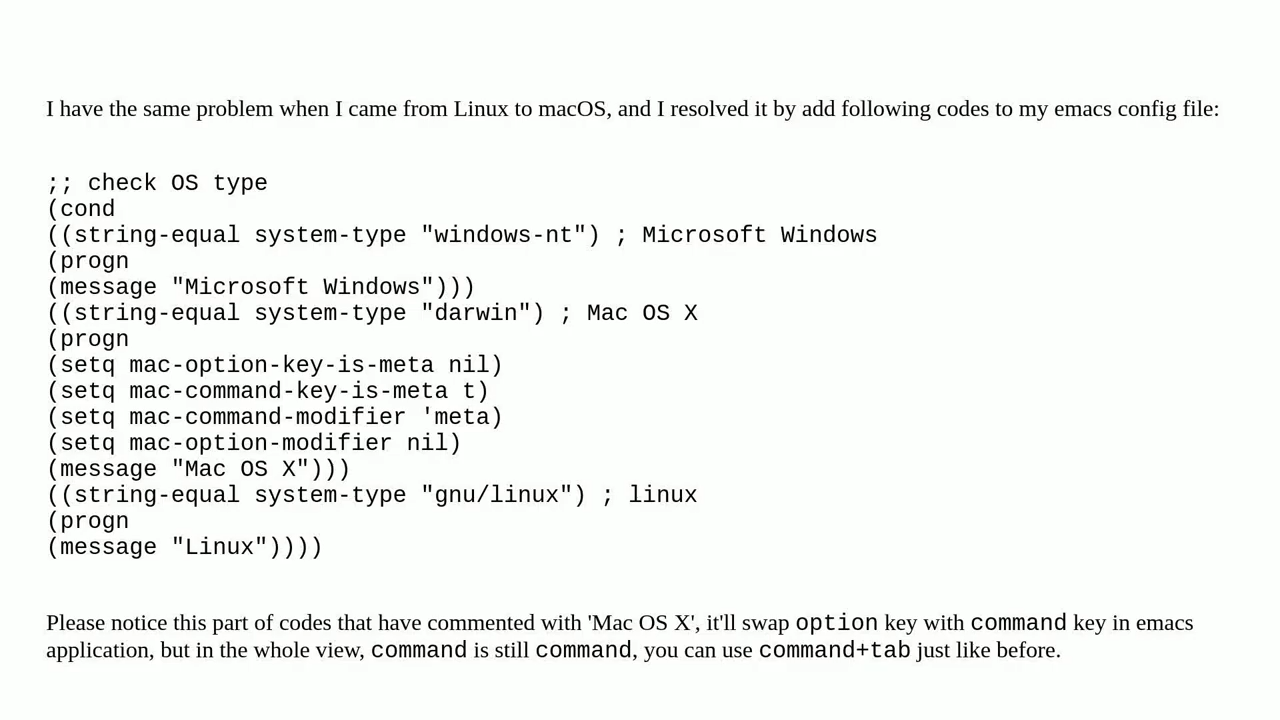 I have the same problem when I came from Linux to macOS, and I resolved it by add following codes to my emacs config file:
;; check OS type
(cond
((string-equal system-type "windows-nt") ; Microsoft Windows
(progn
(message "Microsoft Windows")))
((string-equal system-type "darwin") ; Mac OS X
(progn
(setq mac-option-key-is-meta nil)
(setq mac-command-key-is-meta t)
(setq mac-command-modifier 'meta)
(setq mac-option-modifier nil)
(message "Mac OS X")))
((string-equal system-type "gnu/linux") ; linux
(progn
(message "Linux"))))
Please notice this part of codes that have commented with 'Mac OS X', it'll swap option key with command key in emacs
application, but in the whole view, command is still command, you can use command+tab just like before.